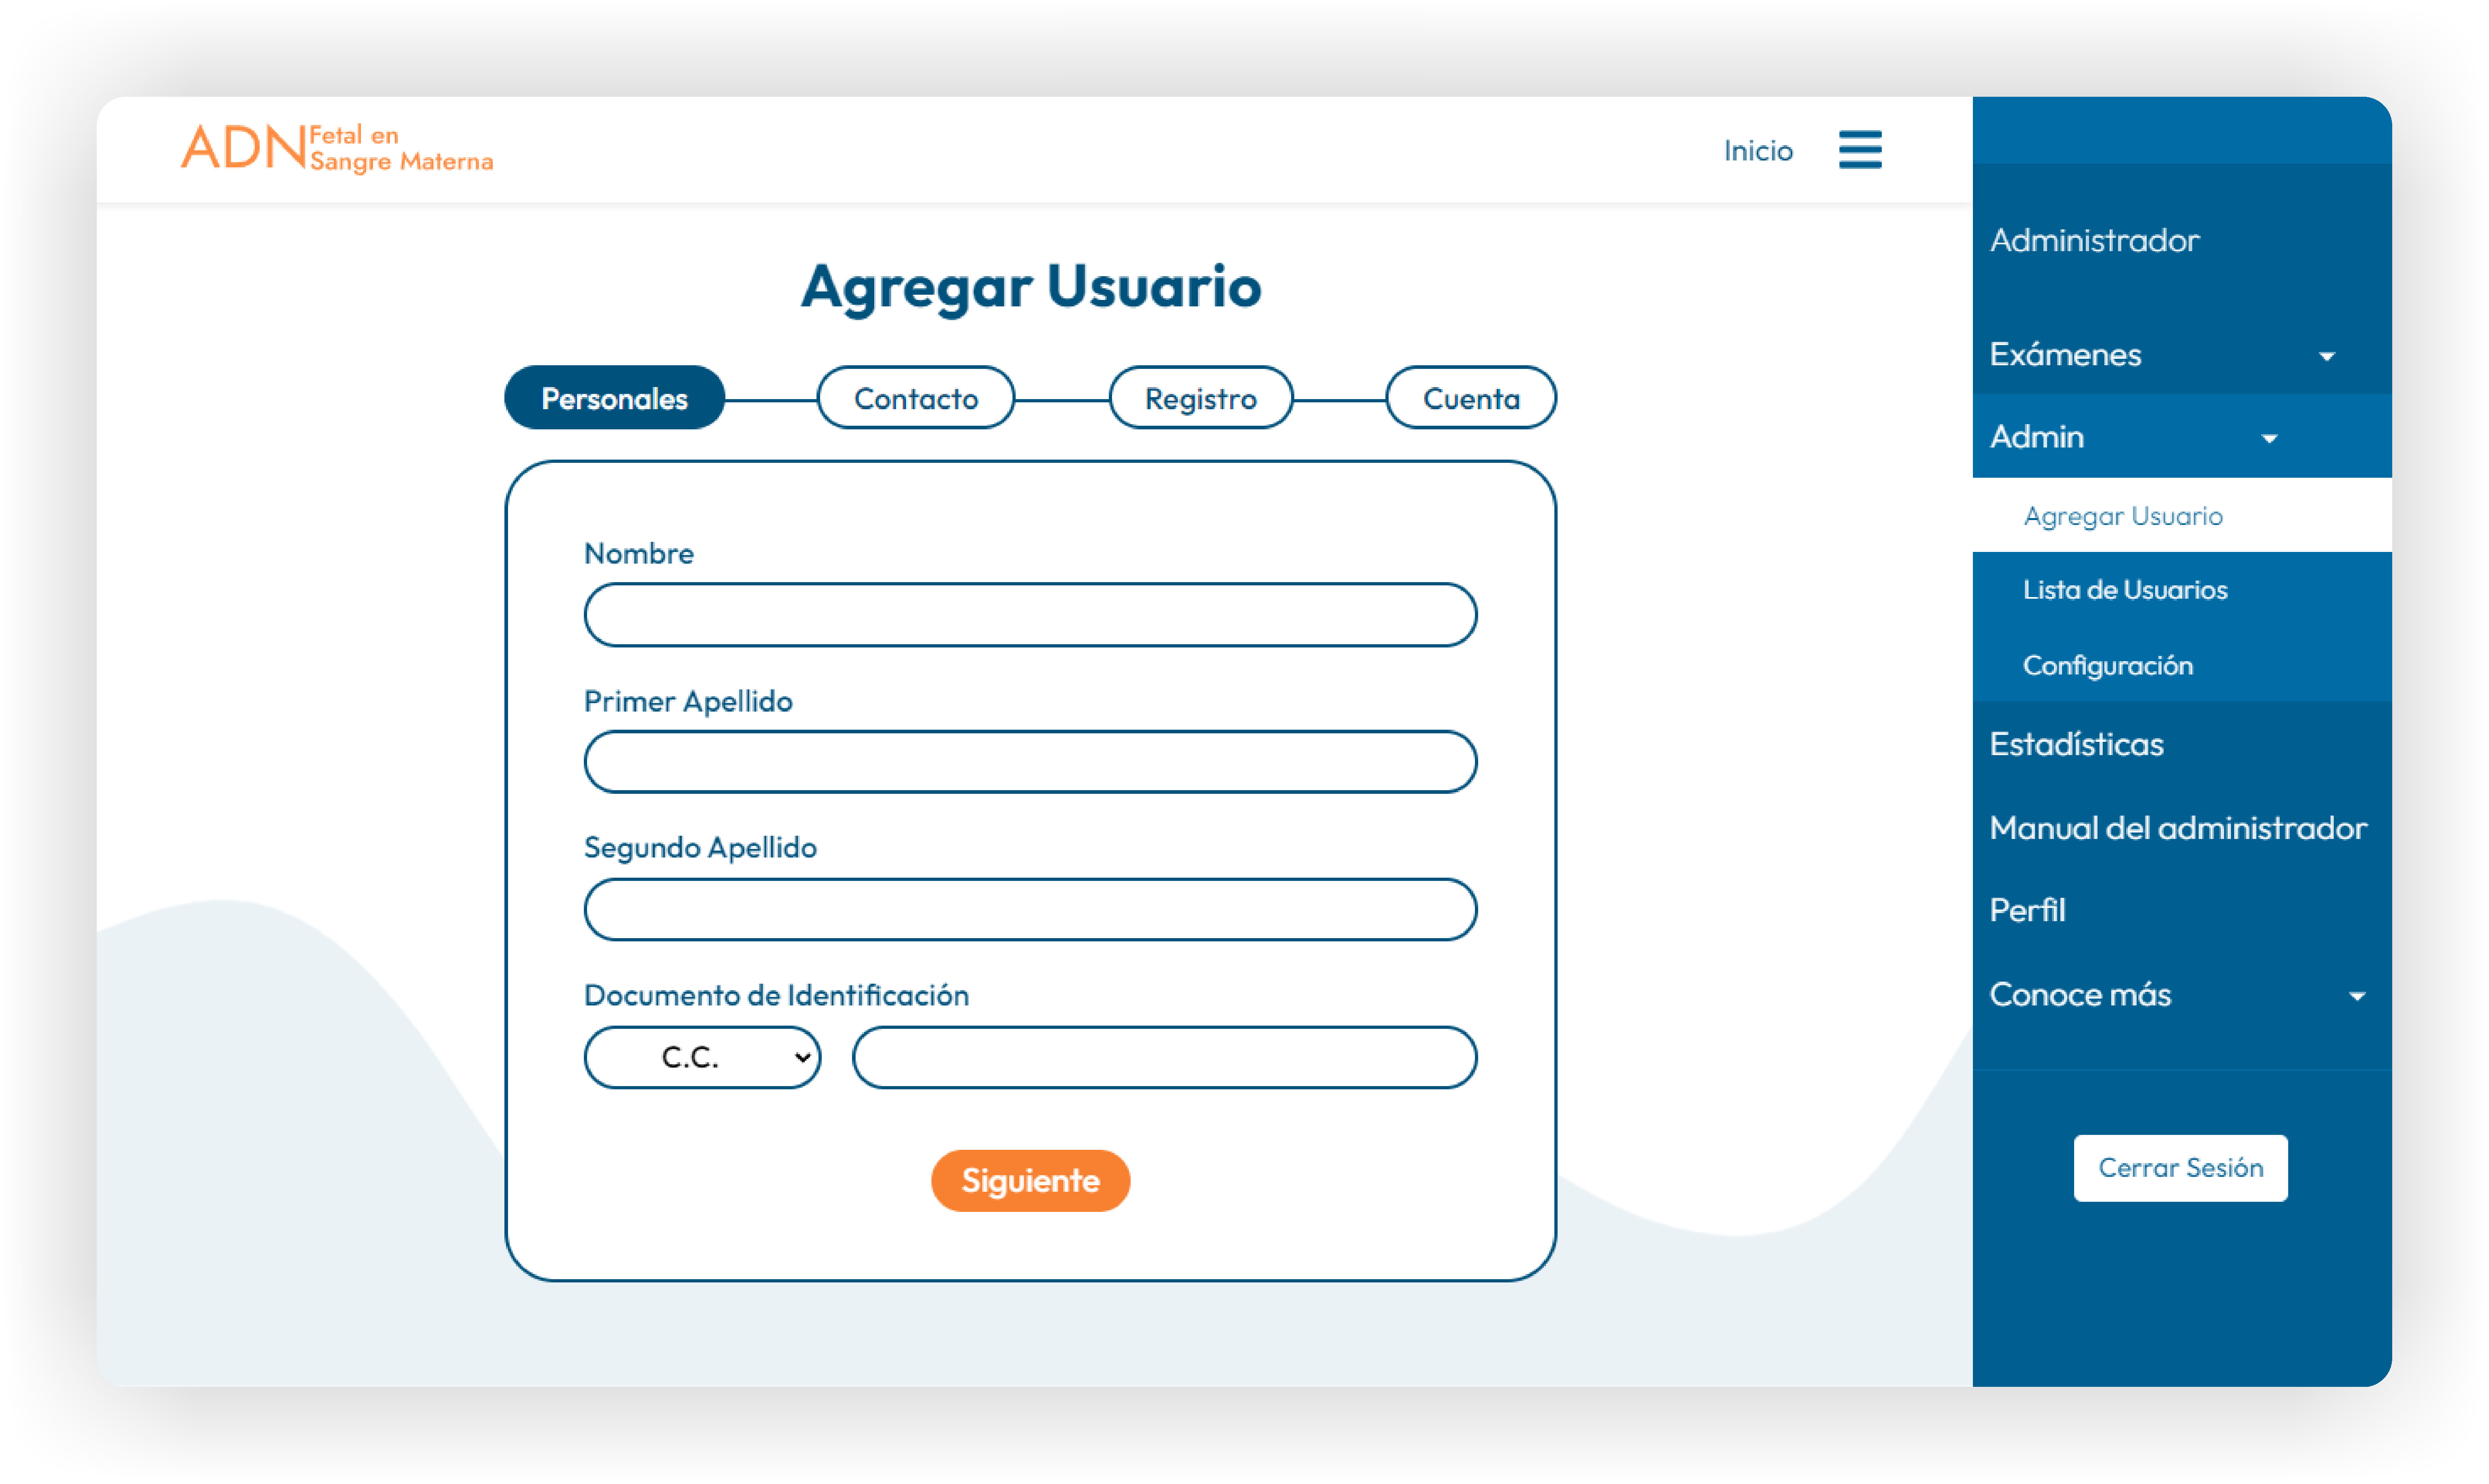 ADN Fetal en
Sangre Materna
Inicio
Agregar Usuario
Personales
Contacto
Registro
Cuenta
Nombre
Primer Apellido
Segundo Apellido
Documento de Identificación
C.C.
Siguiente
Administrador
Exámenes
Admin
Agregar Usuario
Lista de Usuarios
Configuración
Estadísticas
Manual del administrador
Perfil
Conoce más
Cerrar Sesión